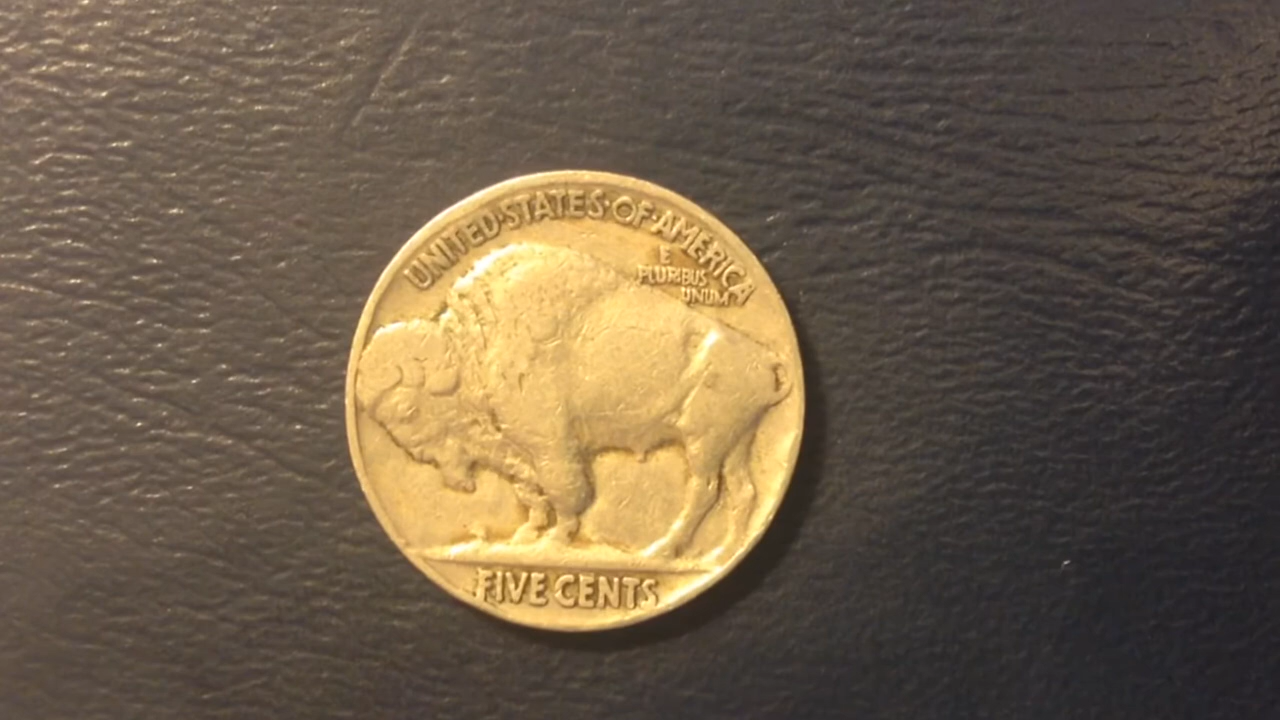 UNITED·STATES·OF·AMERICA
E
PLURIBUS
UNUM
FIVE CENTS